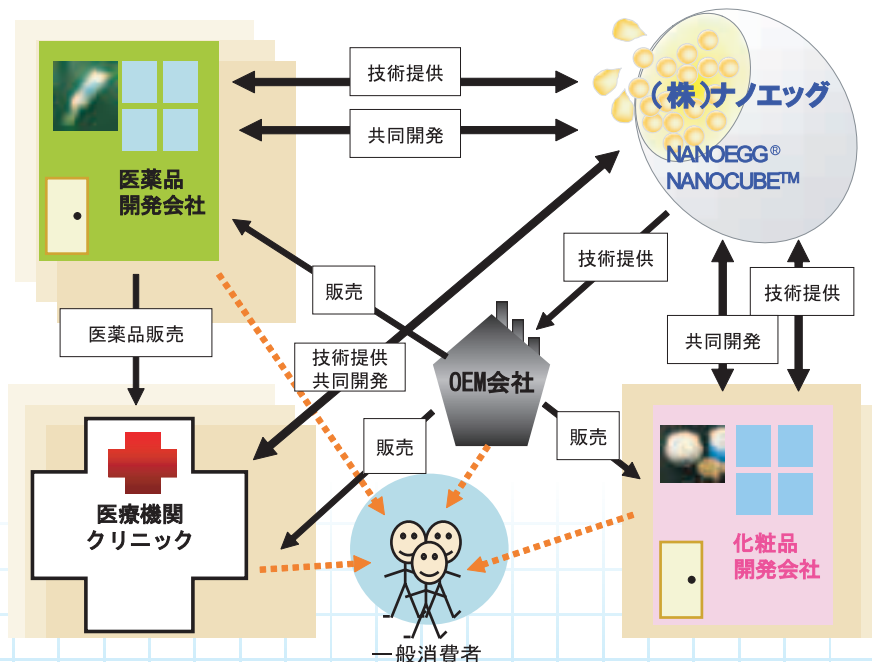 技術提供
共同開発
(株)ナノエッグ
NANOEGG®
NANOCUBE™
医薬品
開発会社
技術提供
販売
技術提供
医薬品販売
共同開発
技術提供
共同開発
OEM会社
販売
販売
医療機関
クリニック
化粧品
開発会社
一般消費者